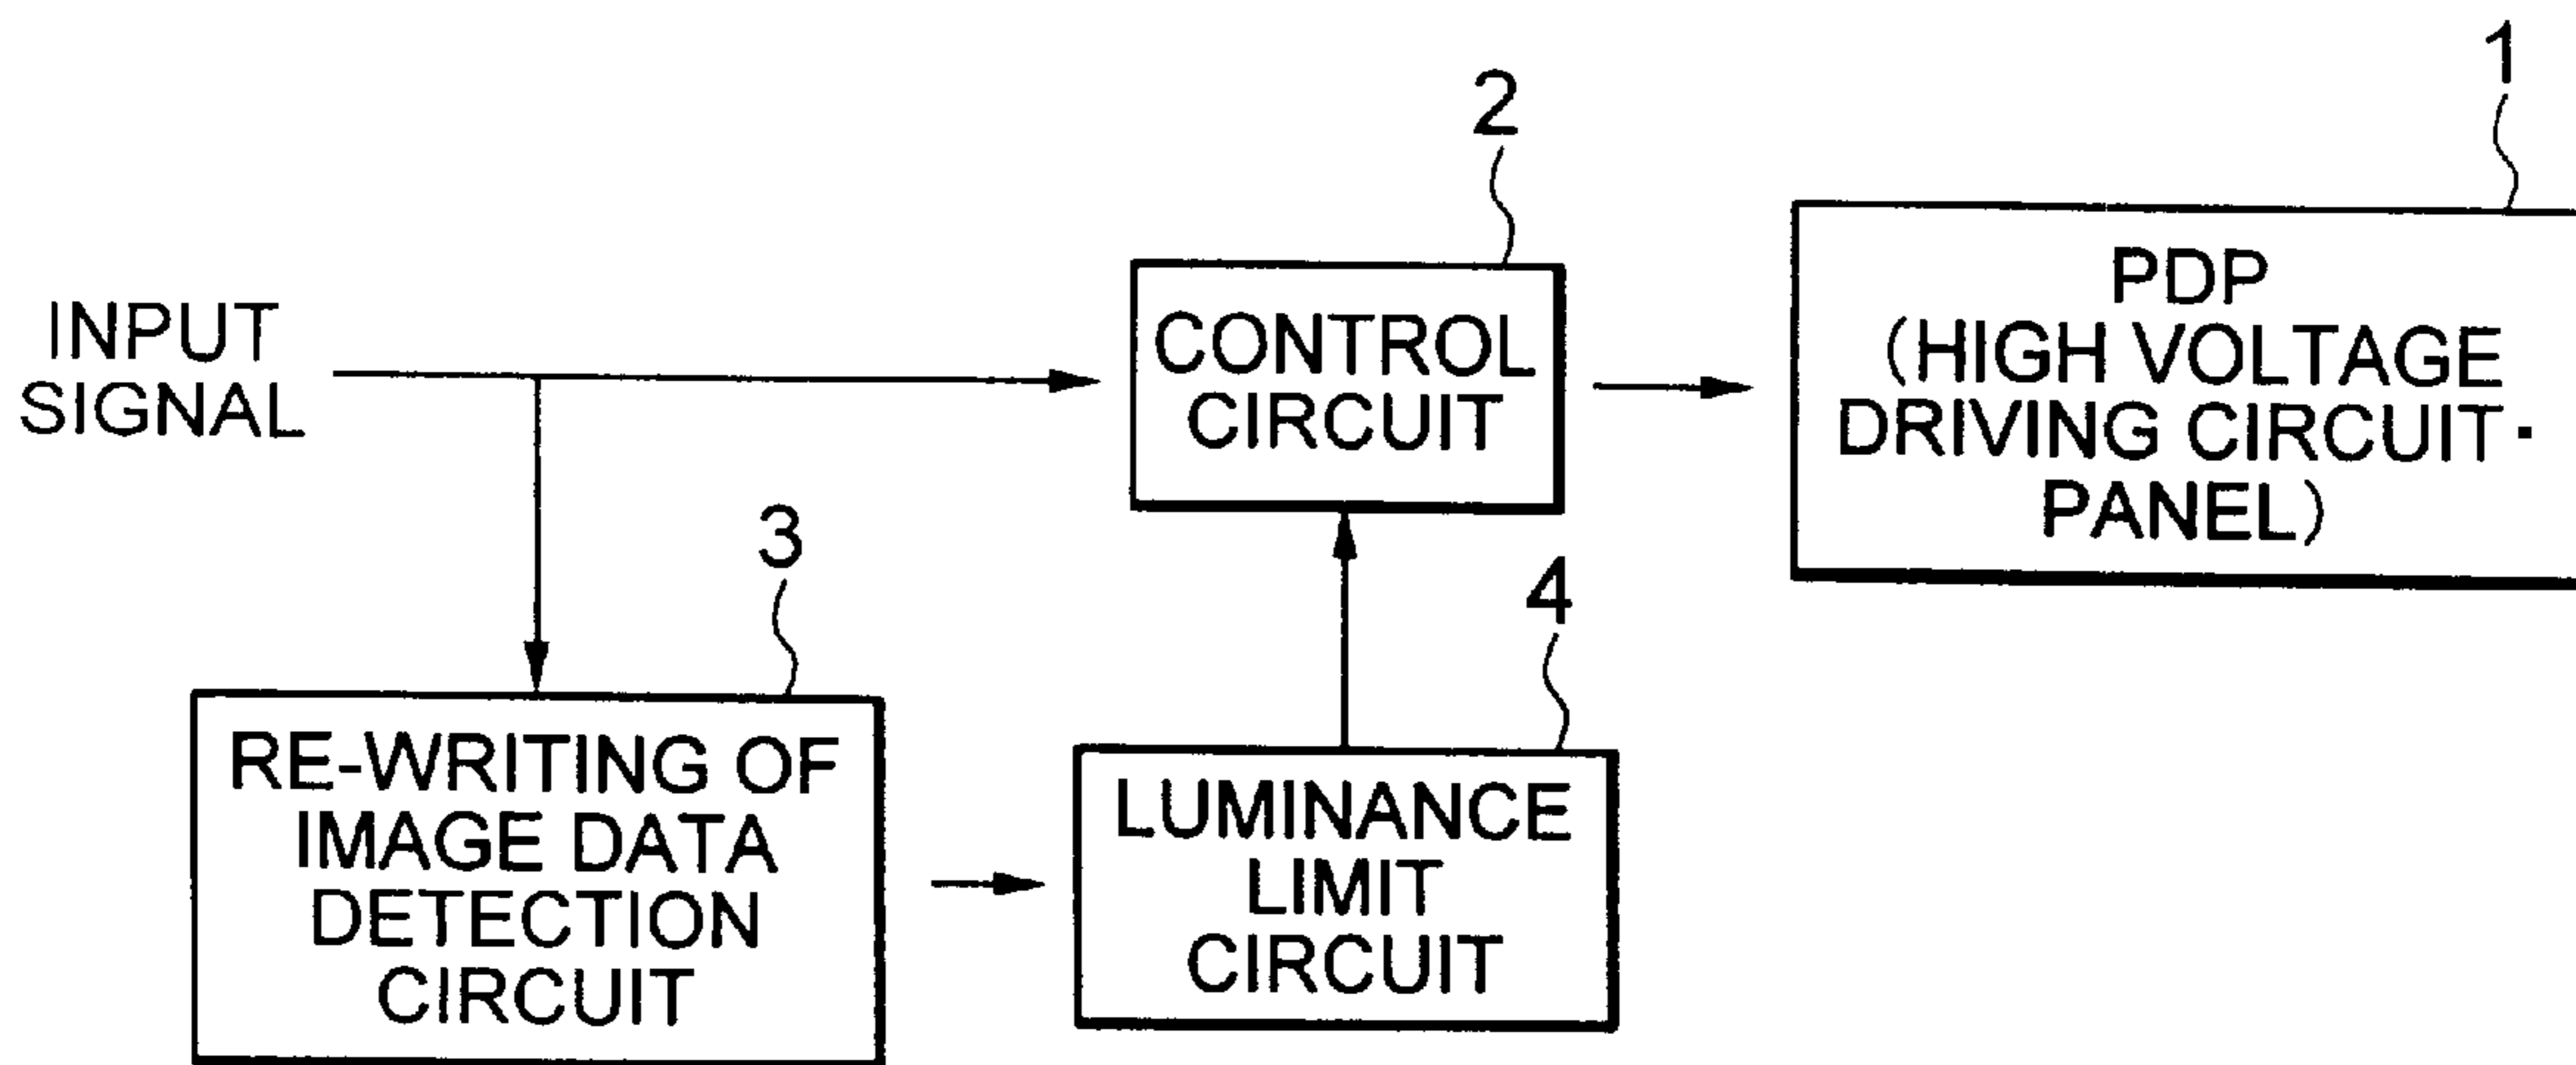 1
2
INPUT
SIGNAL
CONTROL
CIRCUIT
PDP
(HIGH VOLTAGE
DRIVING CIRCUIT·
PANEL)
3
4
RE-WRITING OF
IMAGE DATA
DETECTION
CIRCUIT
LUMINANCE
LIMIT
CIRCUIT